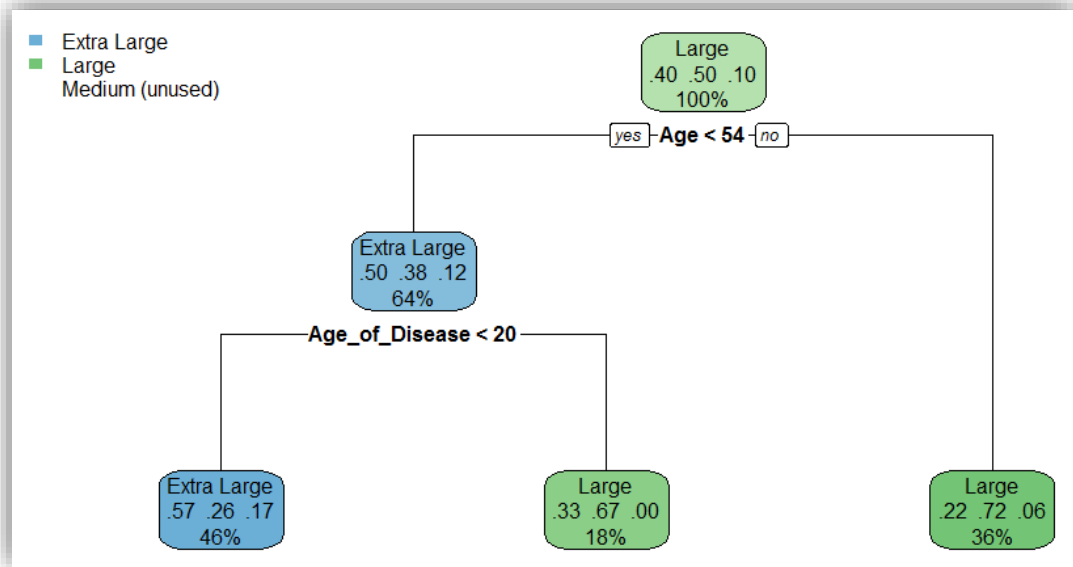 Extra Large
Large
Medium (unused)
Large
.40 .50 .10
100%
yes Age < 54 no
Extra Large
.50 .38 .12
64%
Age_of_Disease < 20
Extra Large
.57 .26 .17
46%
Large
.33 .67 .00
18%
Large
.22 .72 .06
36%